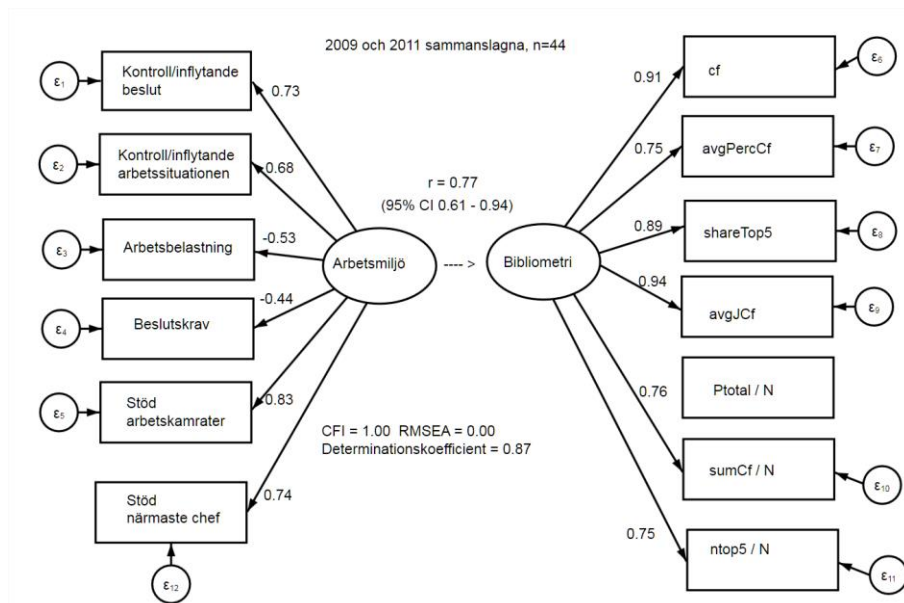 2009 och 2011 sammanslagna, n=44
ε1
Kontroll/inflytande
beslut
0.73
ε2
Kontroll/inflytande
arbetssituationen
0.68
ε3
Arbetsbelastning
-0.53
ε4
Beslutskrav
-0.44
ε5
Stöd
arbetskamrater
0.83
Stöd
närmaste chef
0.74
ε12
Arbetsmiljö
r = 0.77
(95% CI 0.61 - 0.94)
---- >
Bibliometri
CFI = 1.00 RMSEA = 0.00
Determinationskoefficient = 0.87
0.91
cf
ε6
0.75
avgPercCf
ε7
0.89
shareTop5
ε8
0.94
avgJCf
ε9
Ptotal / N
0.76
sumCf / N
ε10
0.75
ntop5 / N
ε11